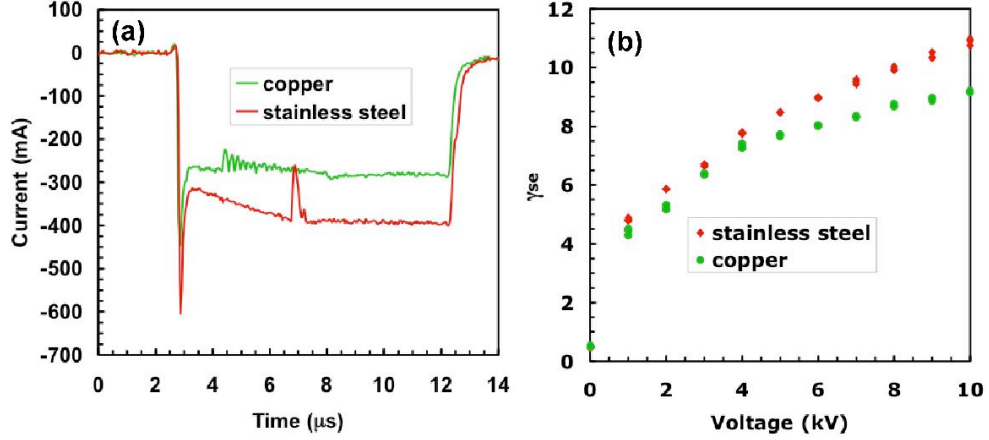 (a)
100
0
-100
-200
-300
-400
-500
-600
-700
Current (mA)
copper
stainless steel
0 2 4 6 8 10 12 14
Time (μs)
(b)
12
10
8
6
4
2
0
γse
stainless steel
copper
0 2 4 6 8 10
Voltage (kV)